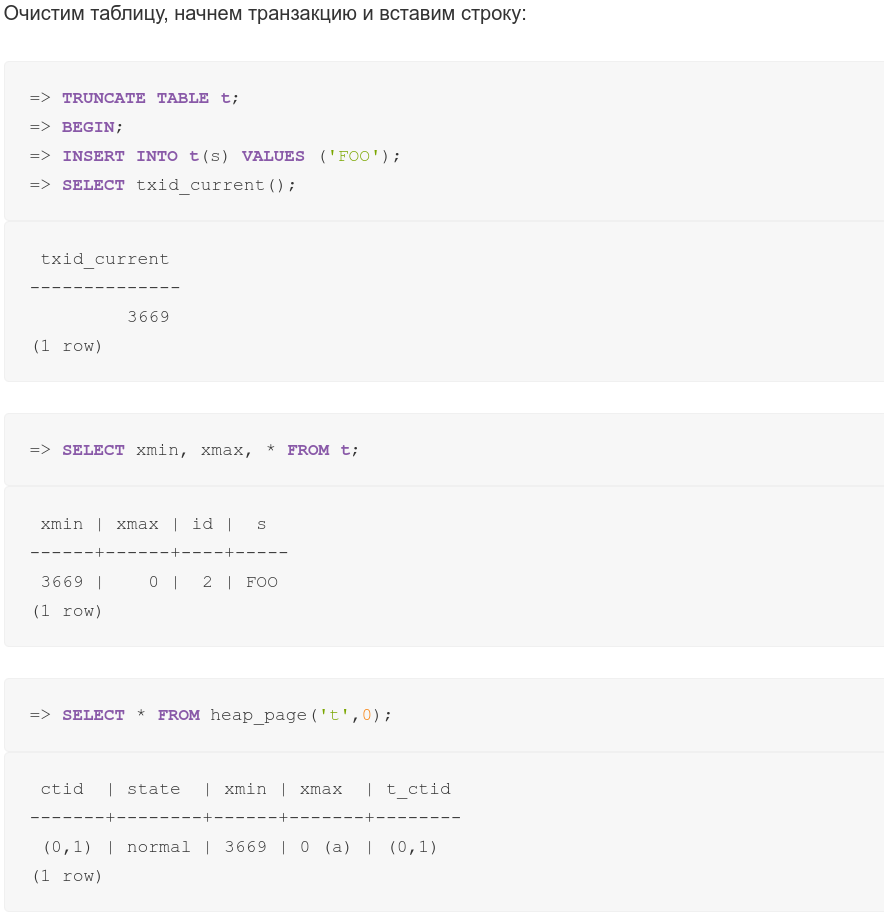 Очистим таблицу, начнем транзакцию и вставим строку:
=> TRUNCATE TABLE t;
=> BEGIN;
=> INSERT INTO t(s) VALUES ('FOO');
=> SELECT txid_current();
 txid_current
--------------
         3669
(1 row)
=> SELECT xmin, xmax, * FROM t;
 xmin | xmax | id |  s
------+------+----+-----
 3669 |    0 |  2 | FOO
(1 row)
=> SELECT * FROM heap_page('t',0);
 ctid  | state  | xmin | xmax  | t_ctid
-------+--------+------+-------+--------
 (0,1) | normal | 3669 | 0 (a) | (0,1)
(1 row)